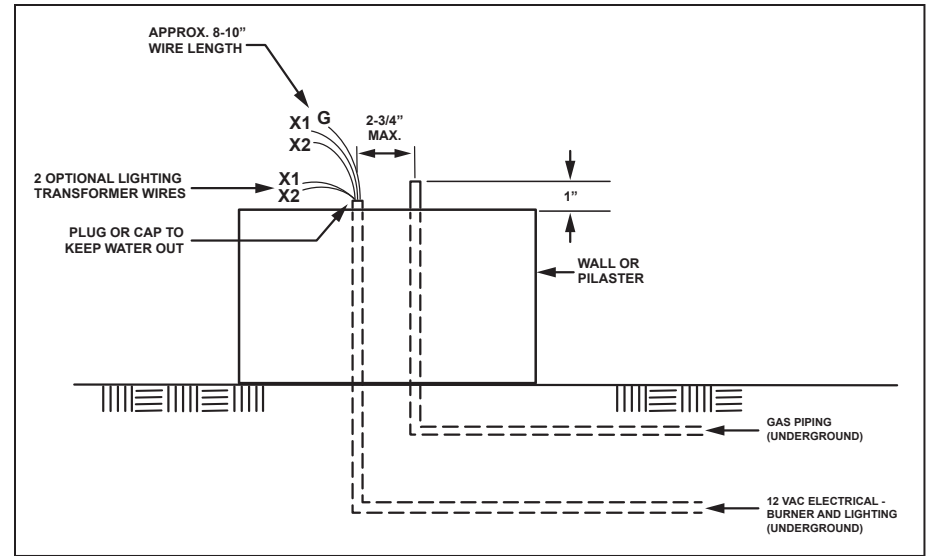 APPROX. 8-10”
WIRE LENGTH
X1 G
X2
2-3/4”
MAX.
2 OPTIONAL LIGHTING
TRANSFORMER WIRES
X1
X2
1”
PLUG OR CAP TO
KEEP WATER OUT
WALL OR
PILASTER
GAS PIPING
(UNDERGROUND)
12 VAC ELECTRICAL -
BURNER AND LIGHTING
(UNDERGROUND)